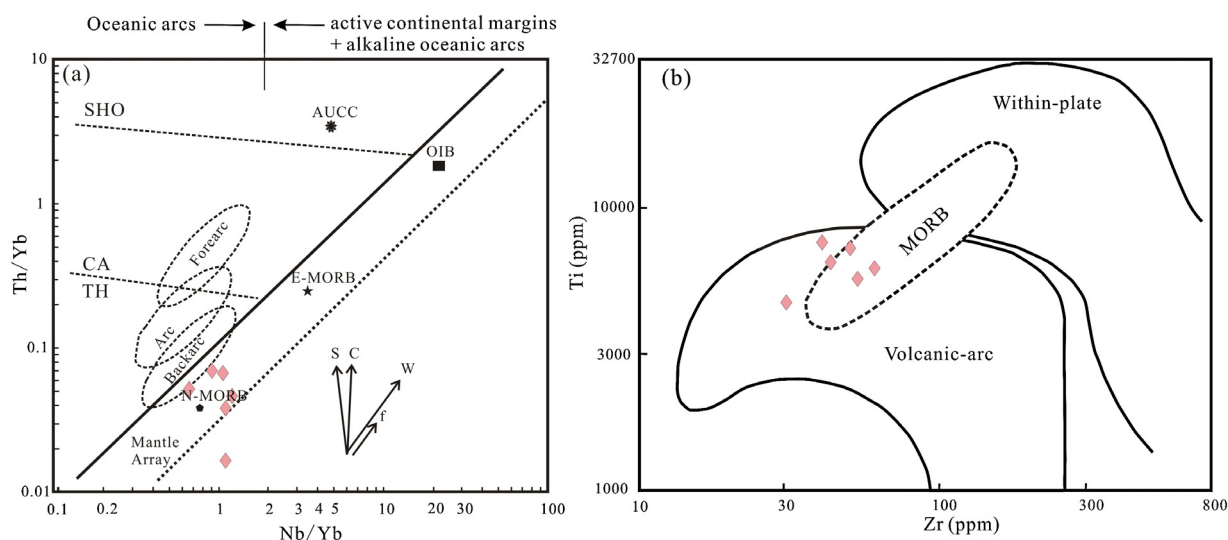 Oceanic arcs
active continental margins
+ alkaline oceanic arcs
(a)
10
1
0.1
0.01
Th/Yb
SHO
AUCC
OIB
Forearc
CA
TH
E-MORB
Arc
Backarc
N-MORB
S C
W
f
Mantle
Array
0.1 0.2 1 2 3 4 5 10 20 30 100
Nb/Yb
(b)
32700
10000
3000
1000
Ti (ppm)
Within-plate
MORB
Volcanic-arc
10 30 100 300 800
Zr (ppm)